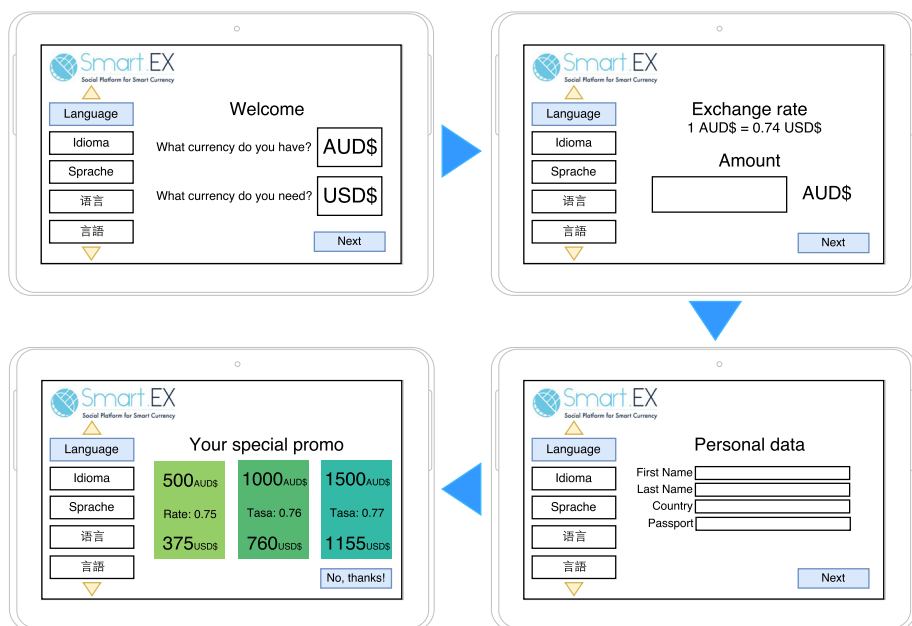 Smart.EX
Social Platform for Smart Currency
Language
Idioma
Sprache
语言
言語
Welcome
What currency do you have? AUD$
What currency do you need? USD$
Next
Smart.EX
Social Platform for Smart Currency
Language
Idioma
Sprache
语言
言語
Exchange rate
1 AUD$ = 0.74 USD$
Amount
AUD$
Next
Smart.EX
Social Platform for Smart Currency
Language
Idioma
Sprache
语言
言語
Personal data
First Name
Last Name
Country
Passport
Next
Smart.EX
Social Platform for Smart Currency
Language
Idioma
Sprache
语言
言語
Your special promo
500AUD$
Rate: 0.75
375USD$
1000AUD$
Tasa: 0.76
760USD$
1500AUD$
Tasa: 0.77
1155USD$
No, thanks!